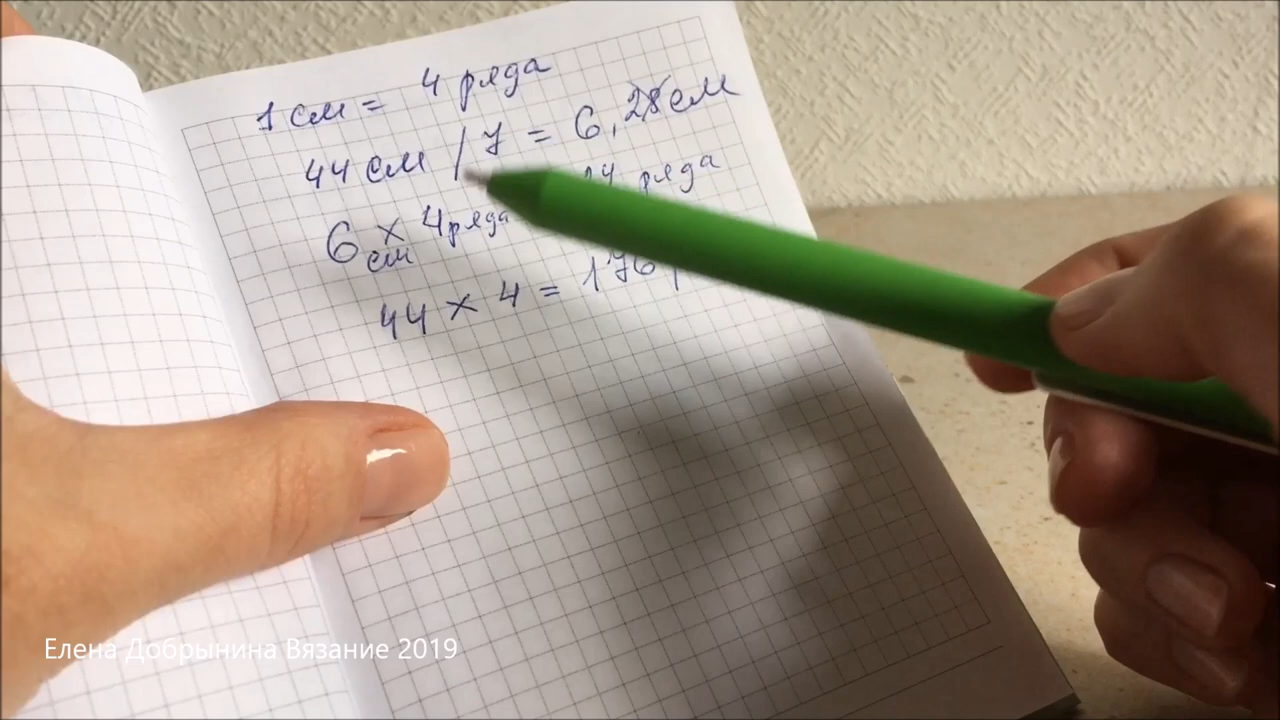 1 см = 4 ряда
44 см / 7 = 6,28 см
6 см × 4 ряда 24 ряда
44 × 4 = 176
Елена Добрынина Вязание 2019